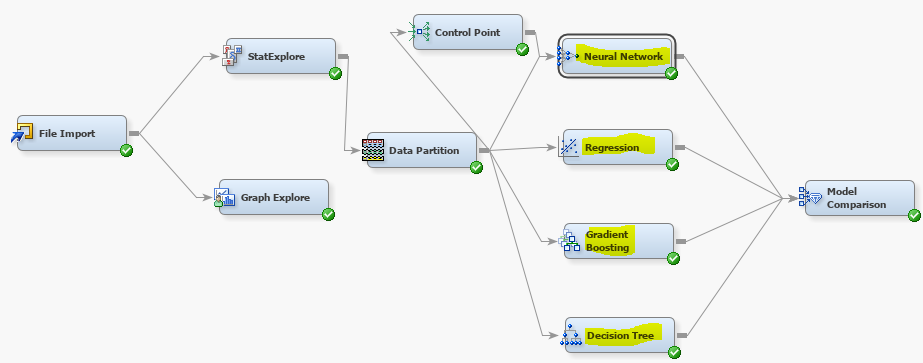 Control Point
StatExplore
Neural Network
File Import
Data Partition
Regression
Graph Explore
Model
Comparison
Gradient
Boosting
Decision Tree